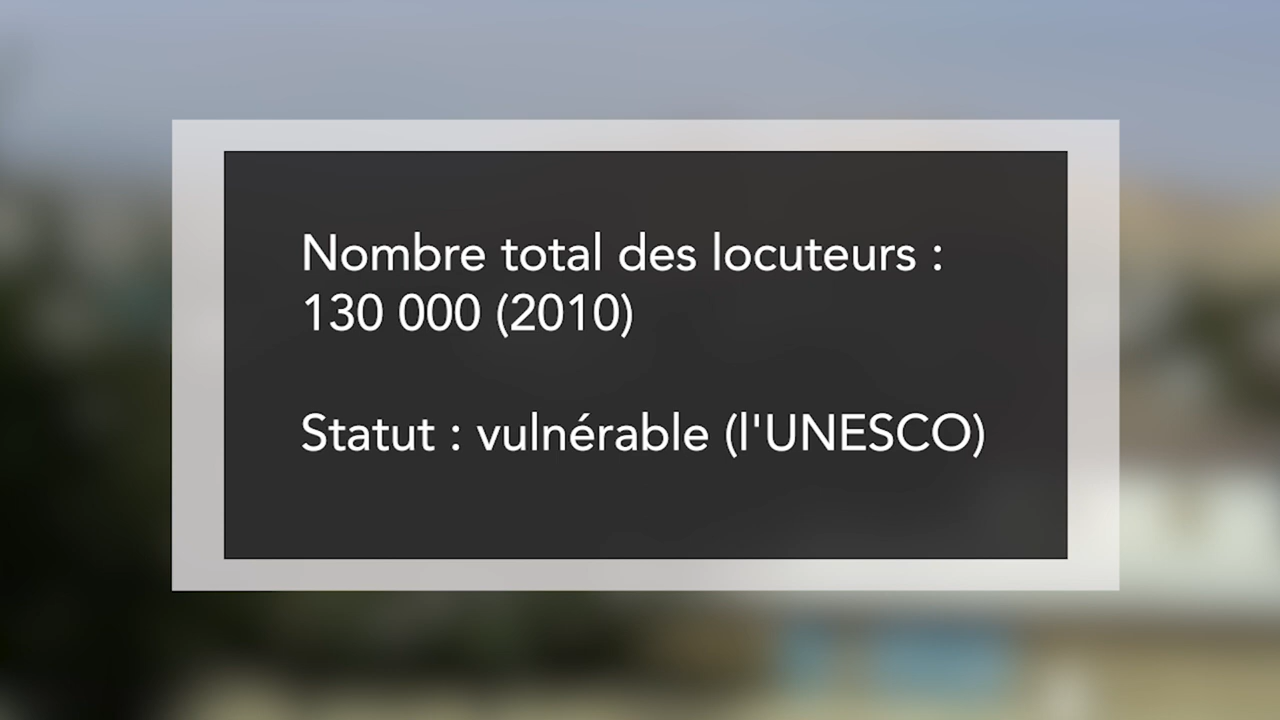 Nombre total des locuteurs :
130 000 (2010)
Statut : vulnérable (l'UNESCO)